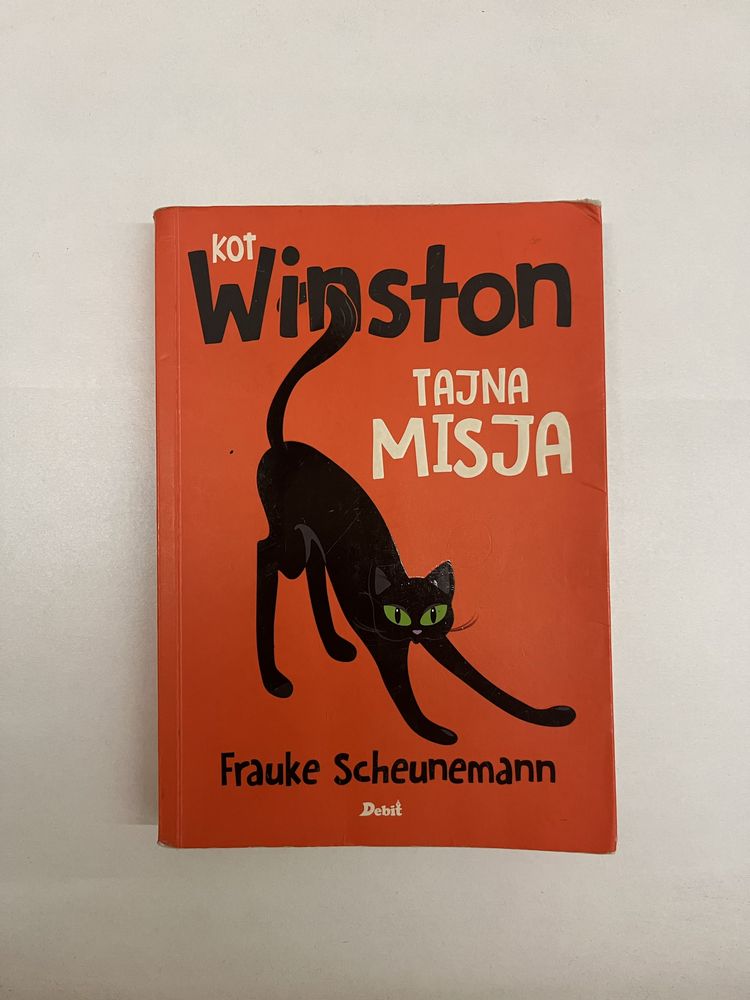 Kot
Winston
TAJNA
MISJA
Frauke Scheunemann
Debit